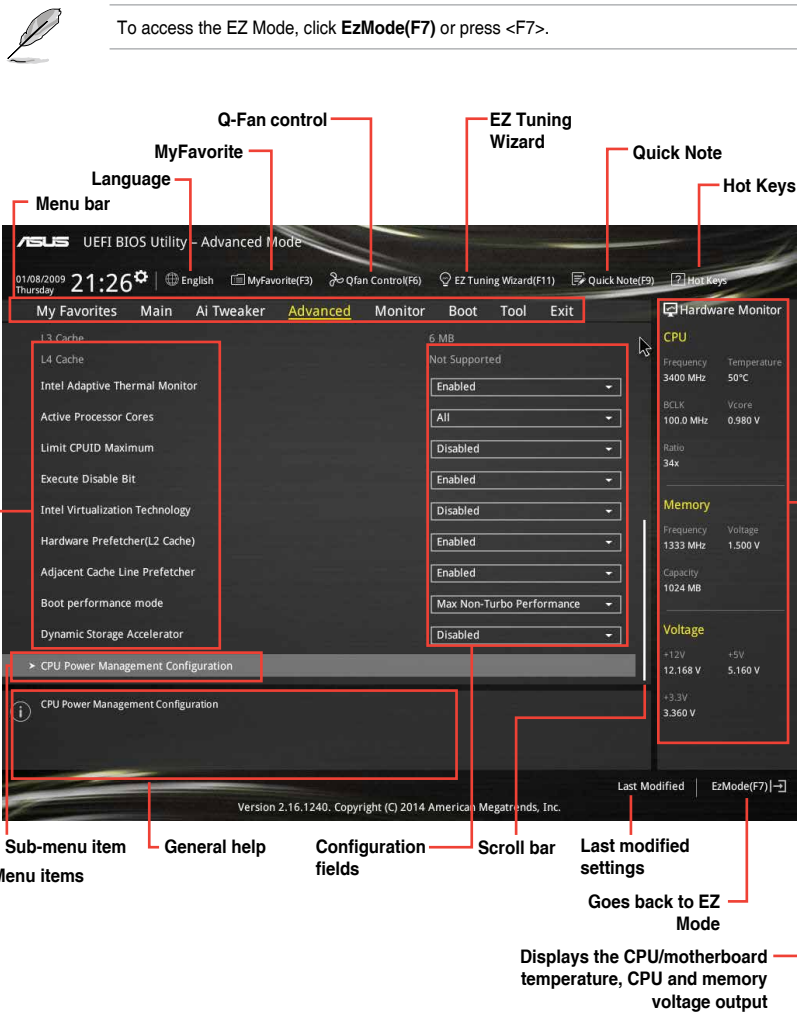 To access the EZ Mode, click EzMode(F7) or press <F7>.
Q-Fan control
EZ Tuning
Wizard
MyFavorite
Quick Note
Language
Hot Keys
Menu bar
ASUS UEFI BIOS Utility – Advanced Mode
01/08/2009
Thursday
21:26
English
MyFavorite(F3)
Qfan Control(F6)
EZ Tuning Wizard(F11)
Quick Note(F9)
? Hot Keys
My Favorites Main Ai Tweaker Advanced Monitor Boot Tool Exit
Hardware Monitor
L3 Cache 6 MB
L4 Cache Not Supported
Intel Adaptive Thermal Monitor Enabled
Active Processor Cores All
Limit CPUID Maximum Disabled
Execute Disable Bit Enabled
Intel Virtualization Technology Disabled
Hardware Prefetcher(L2 Cache) Enabled
Adjacent Cache Line Prefetcher Enabled
Boot performance mode Max Non-Turbo Performance
Dynamic Storage Accelerator Disabled
> CPU Power Management Configuration
CPU Power Management Configuration
CPU
Frequency Temperature
3400 MHz 50°C
BCLK Vcore
100.0 MHz 0.980 V
Ratio
34x
Memory
Frequency Voltage
1333 MHz 1.500 V
Capacity
1024 MB
Voltage
+12V +5V
12.168 V 5.160 V
+3.3V
3.360 V
Last Modified
EzMode(F7)
Version 2.16.1240. Copyright (C) 2014 American Megatrends, Inc.
Sub-menu item
General help
Configuration
fields
Scroll bar
Last modified
settings
Menu items
Goes back to EZ
Mode
Displays the CPU/motherboard
temperature, CPU and memory
voltage output